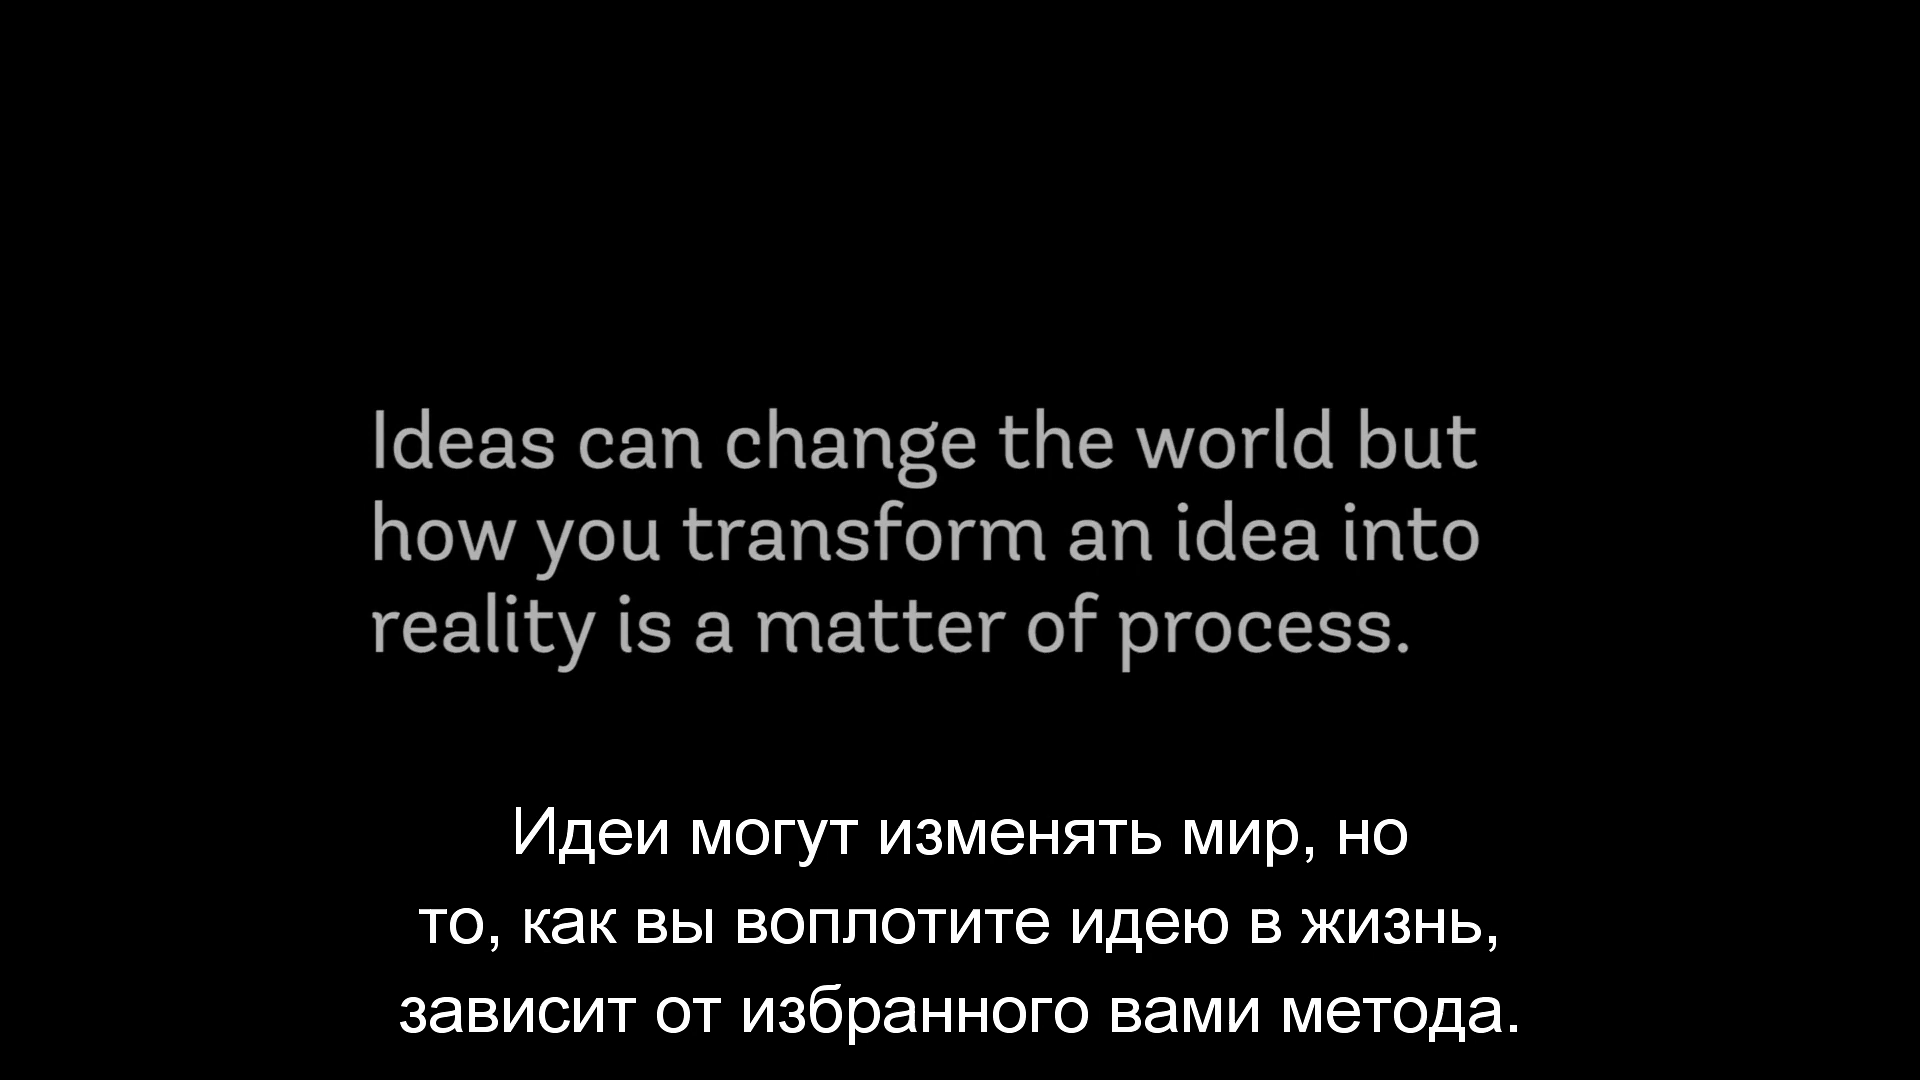 Ideas can change the world but
how you transform an idea into
reality is a matter of process.
Идеи могут изменять мир, но
то, как вы воплотите идею в жизнь,
зависит от избранного вами метода.